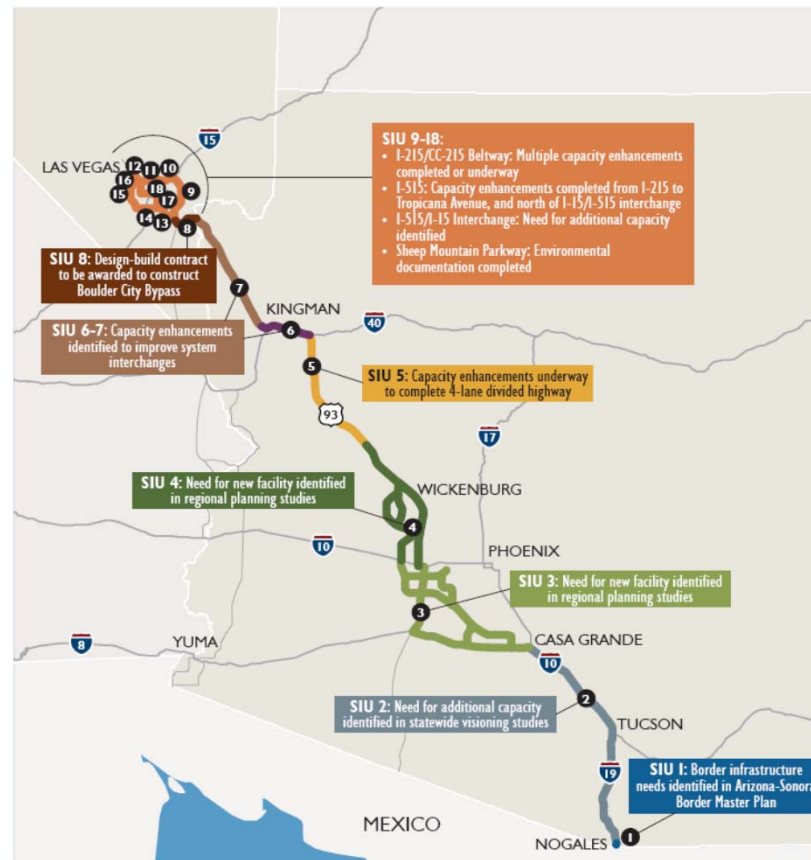 15
LAS VEGAS
12
11
10
16
15
18
17
9
14
13
8
SIU 9-18:
• I-215/CC-215 Beltway: Multiple capacity enhancements
completed or underway
• I-515: Capacity enhancements completed from I-215 to
Tropicana Avenue, and north of I-15/I-515 interchange
• I-515/I-15 Interchange: Need for additional capacity
identified
• Sheep Mountain Parkway: Environmental
documentation completed
SIU 8: Design-build contract
to be awarded to construct
Boulder City Bypass
7
KINGMAN
6
40
SIU 6-7: Capacity enhancements
identified to improve system
interchanges
5
SIU 5: Capacity enhancements underway
to complete 4-lane divided highway
93
17
SIU 4: Need for new facility identified
in regional planning studies
WICKENBURG
4
10
PHOENIX
SIU 3: Need for new facility identified
in regional planning studies
3
8
YUMA
CASA GRANDE
10
SIU 2: Need for additional capacity
identified in statewide visioning studies
2
TUCSON
19
SIU 1: Border infrastructure
needs identified in Arizona-Sonora
Border Master Plan
MEXICO
NOGALES
1